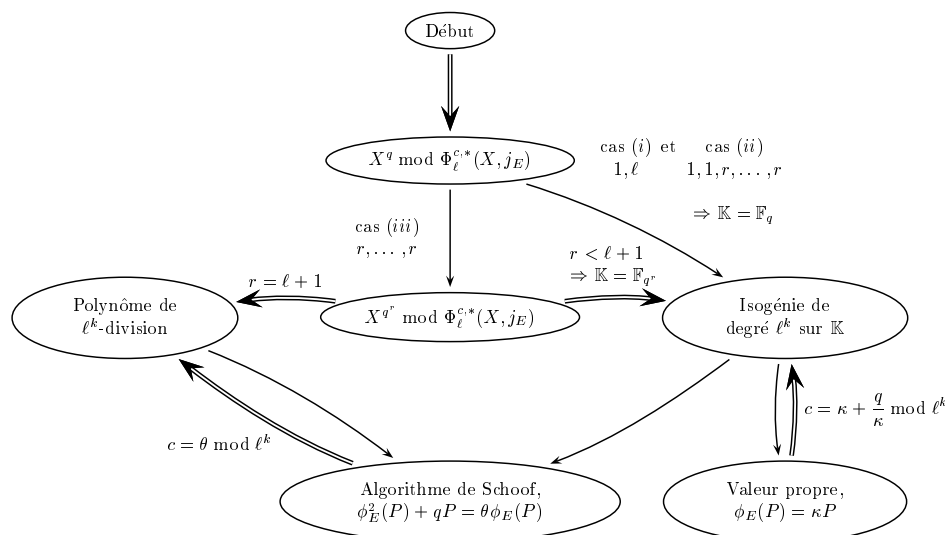 Début
X^q mod Φ_ℓ^{c,*}(X, j_E)
cas (i) et cas (ii)
1, ℓ 1, 1, r, . . . , r
⇒ 𝕂 = 𝔽_q
cas (iii)
r, . . . , r
r < ℓ + 1
⇒ 𝕂 = 𝔽_{q^r}
r = ℓ + 1
Polynôme de
ℓ^k-division
X^{q^r} mod Φ_ℓ^{c,*}(X, j_E)
Isogénie de
degré ℓ^k sur 𝕂
c = κ + q/κ mod ℓ^k
c = θ mod ℓ^k
Algorithme de Schoof,
ϕ_E^2(P) + qP = θϕ_E(P)
Valeur propre,
ϕ_E(P) = κP